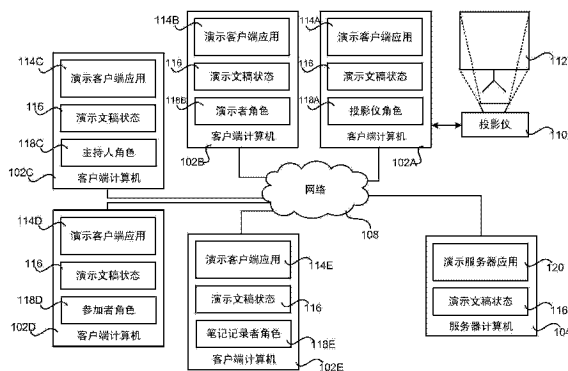 114C
演示客户端应用
116
演示文稿状态
118C
主持人角色
102C
客户端计算机
114B
演示客户端应用
116
演示文稿状态
118B
演示者角色
客户端计算机
102B
114A
演示客户端应用
116
演示文稿状态
118A
投影仪角色
客户端计算机
102A
112
投影仪
110
网络
108
114D
演示客户端应用
116
演示文稿状态
118D
参加者角色
102D
客户端计算机
演示客户端应用
114E
演示文稿状态
116
笔记记录者角色
118E
客户端计算机
102E
演示服务器应用
120
演示文稿状态
116
服务器计算机
104